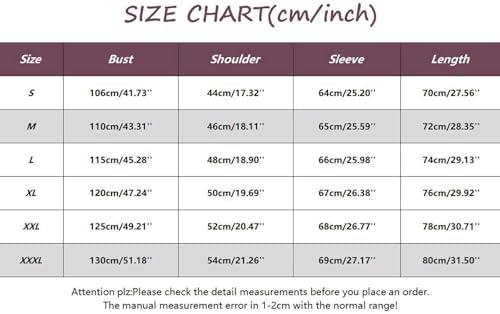 SIZE CHART(cm/inch)
Size Bust Shoulder Sleeve Length
S 106cm/41.73'' 44cm/17.32'' 64cm/25.20'' 70cm/27.56''
M 110cm/43.31'' 46cm/18.11'' 65cm/25.59'' 72cm/28.35''
L 115cm/45.28'' 48cm/18.90'' 66cm/25.98'' 74cm/29.13''
XL 120cm/47.24'' 50cm/19.69'' 67cm/26.38'' 76cm/29.92''
XXL 125cm/49.21'' 52cm/20.47'' 68cm/26.77'' 78cm/30.71''
XXXL 130cm/51.18'' 54cm/21.26'' 69cm/27.17'' 80cm/31.50''
Attention plz:Please check the detail measurements before you place an order.
The manual measurement error in 1-2cm with the normal range!